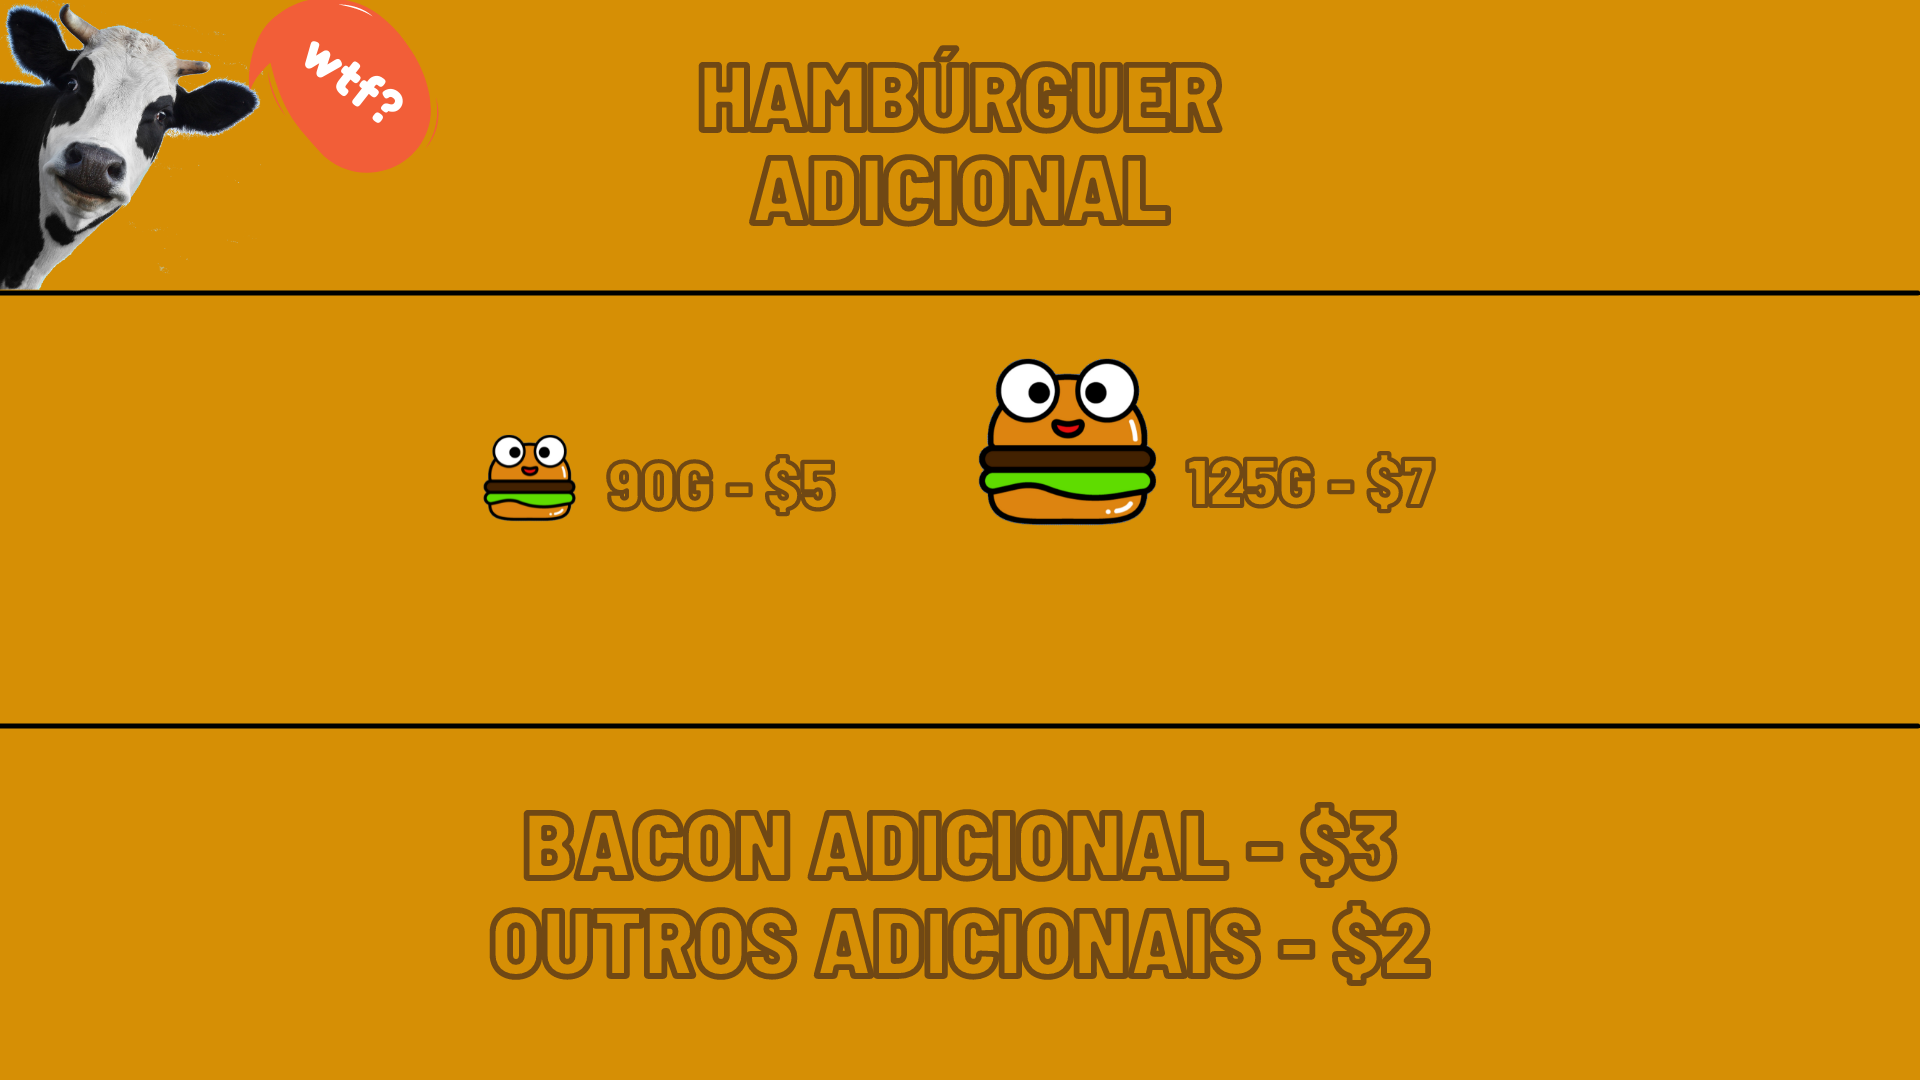 wtf?
HAMBÚRGUER
ADICIONAL
90G - $5
125G - $7
BACON ADICIONAL - $3
OUTROS ADICIONAIS - $2